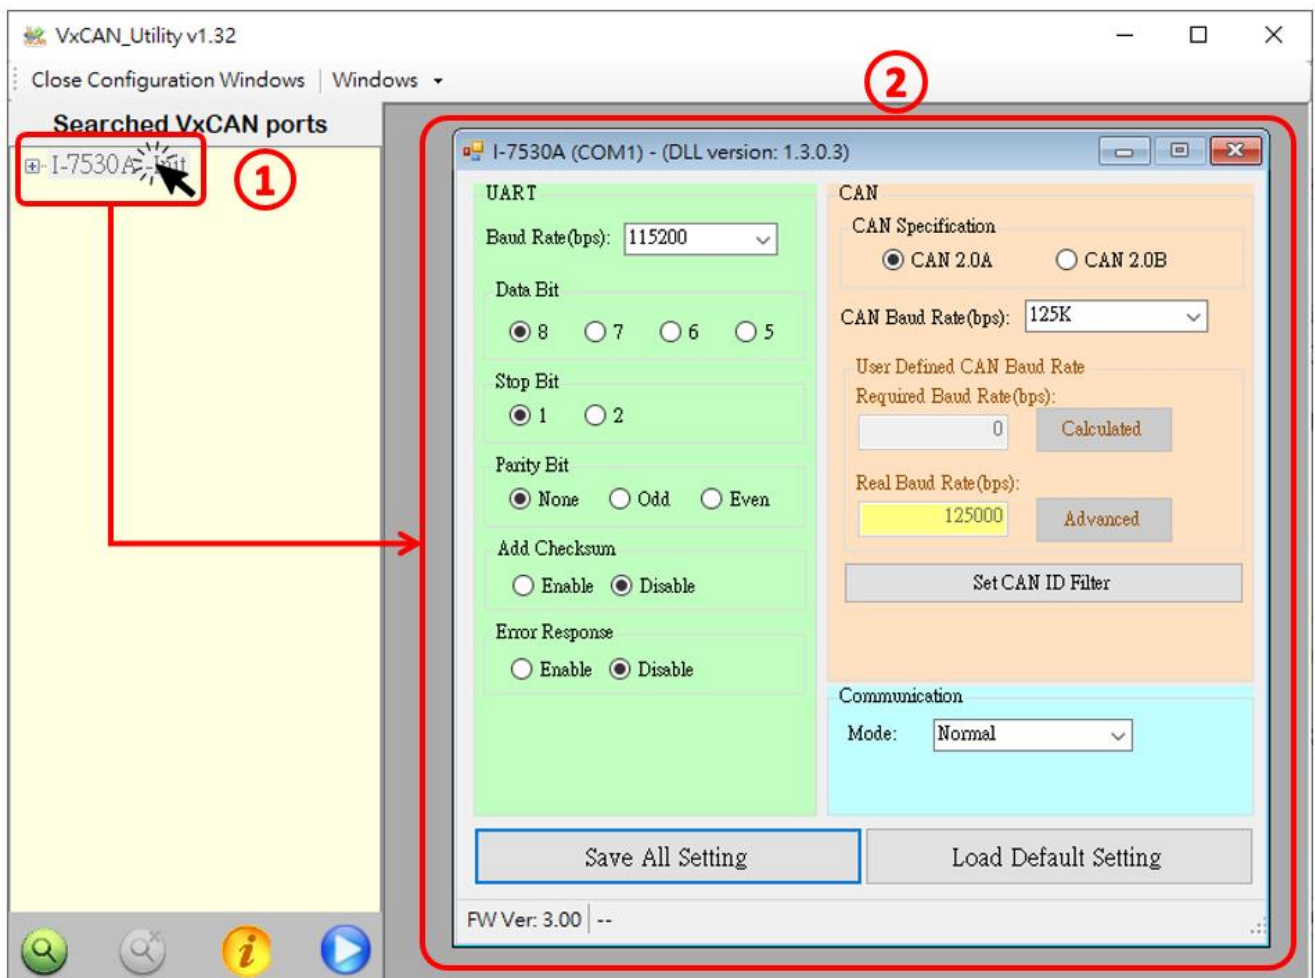 VxCAN_Utility v1.32
Close Configuration Windows Windows
Searched VxCAN ports
I-7530A -Init
1
2
I-7530A (COM1) - (DLL version: 1.3.0.3)
UART
Baud Rate(bps): 115200
Data Bit
8 7 6 5
Stop Bit
1 2
Parity Bit
None Odd Even
Add Checksum
Enable Disable
Error Response
Enable Disable
CAN
CAN Specification
CAN 2.0A CAN 2.0B
CAN Baud Rate(bps): 125K
User Defined CAN Baud Rate
Required Baud Rate(bps):
0 Calculated
Real Baud Rate(bps):
125000 Advanced
Set CAN ID Filter
Communication
Mode: Normal
Save All Setting Load Default Setting
FW Ver: 3.00 --
i